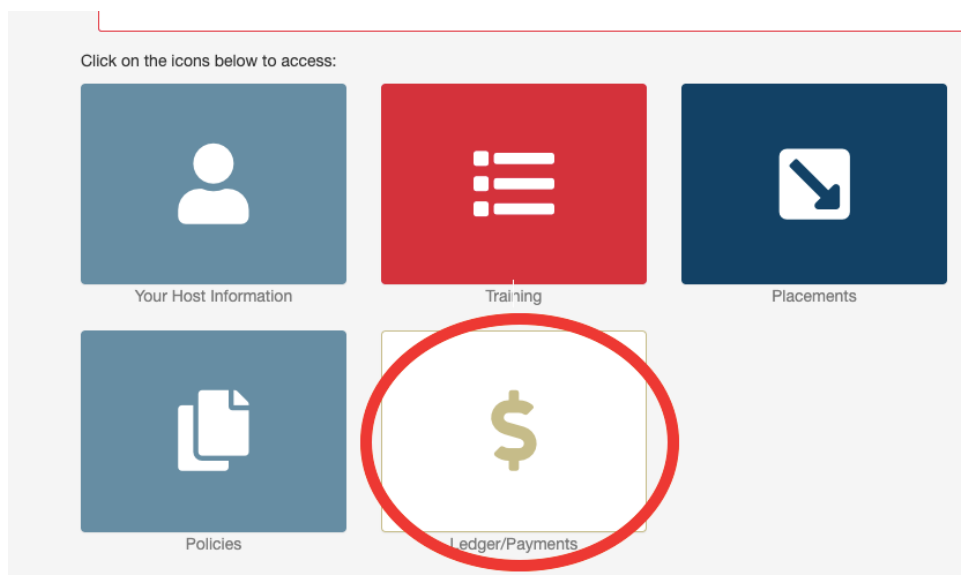 Click on the icons below to access:
Your Host Information
Training
Placements
$
Policies
Ledger/Payments